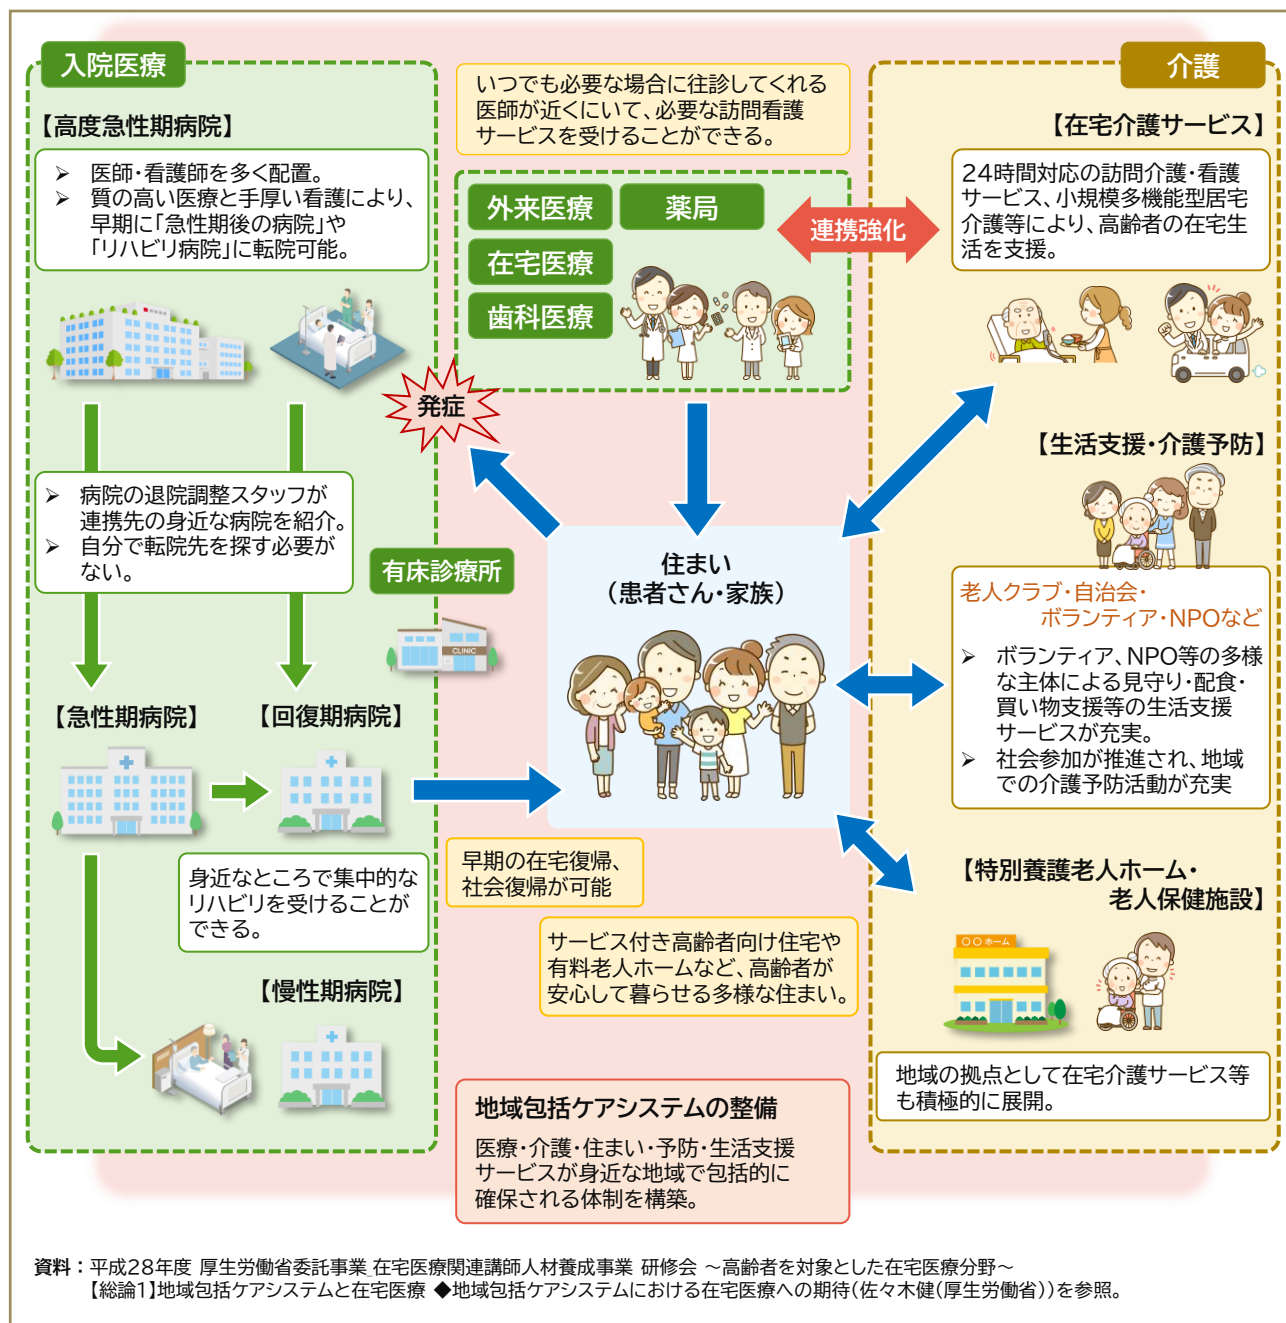 入院医療
【高度急性期病院】
➢ 医師・看護師を多く配置。
➢ 質の高い医療と手厚い看護により、
早期に「急性期後の病院」や
「リハビリ病院」に転院可能。
➢ 病院の退院調整スタッフが
連携先の身近な病院を紹介。
➢ 自分で転院先を探す必要が
ない。
有床診療所
CLINIC
【急性期病院】
【回復期病院】
身近なところで集中的な
リハビリを受けることが
できる。
【慢性期病院】
いつでも必要な場合に往診してくれる
医師が近くにいて、必要な訪問看護
サービスを受けることができる。
外来医療
薬局
在宅医療
歯科医療
連携強化
発症
住まい
（患者さん・家族）
早期の在宅復帰、
社会復帰が可能
サービス付き高齢者向け住宅や
有料老人ホームなど、高齢者が
安心して暮らせる多様な住まい。
地域包括ケアシステムの整備
医療・介護・住まい・予防・生活支援
サービスが身近な地域で包括的に
確保される体制を構築。
介護
【在宅介護サービス】
24時間対応の訪問介護・看護
サービス、小規模多機能型居宅
介護等により、高齢者の在宅生
活を支援。
【生活支援・介護予防】
老人クラブ・自治会・
ボランティア・NPOなど
➢ ボランティア、NPO等の多様
な主体による見守り・配食・
買い物支援等の生活支援
サービスが充実。
➢ 社会参加が推進され、地域
での介護予防活動が充実
【特別養護老人ホーム・
老人保健施設】
〇〇ホーム
地域の拠点として在宅介護サービス等
も積極的に展開。
資料：平成28年度 厚生労働省委託事業_在宅医療関連講師人材養成事業 研修会 ～高齢者を対象とした在宅医療分野～
【総論1】地域包括ケアシステムと在宅医療 ◆地域包括ケアシステムにおける在宅医療への期待（佐々木健（厚生労働省））を参照。